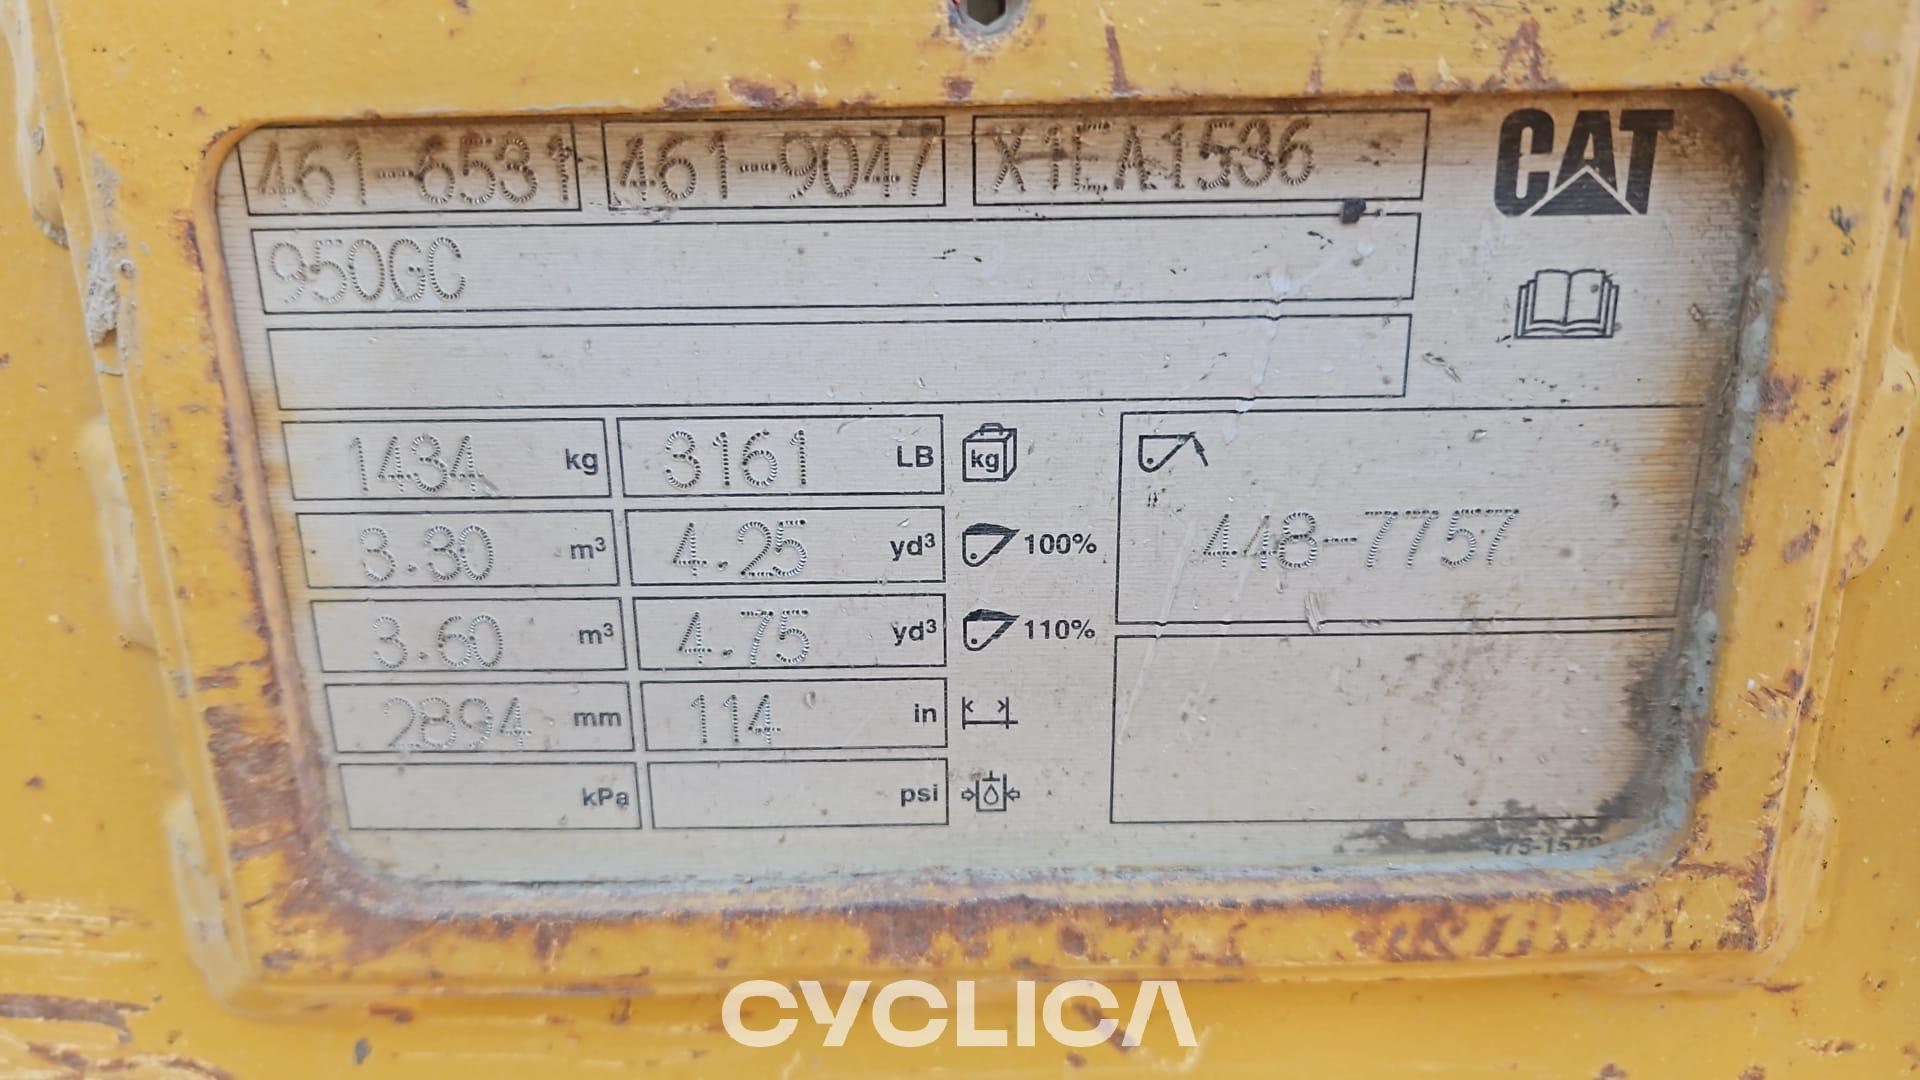 461-6531 461-9047 X1EA1536 CAT
950GC
1434 kg 3161 LB kg
3.30 m³ 4.25 yd³ 100%
448-7757
3.60 m³ 4.75 yd³ 110%
2894 mm 114 in
kPa psi
CYCLICA